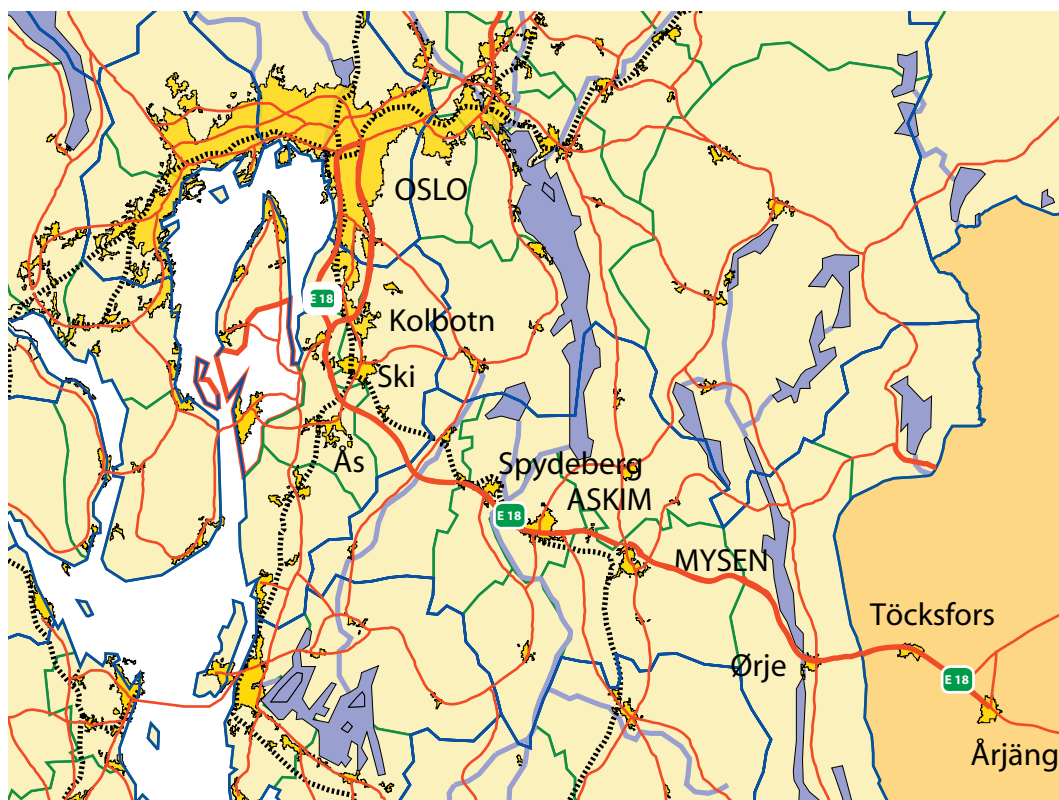 OSLO
E 18
Kolbotn
Ski
Ås
Spydeberg
ASKIM
E 18
MYSEN
Töcksfors
Ørje
E 18
Årjäng